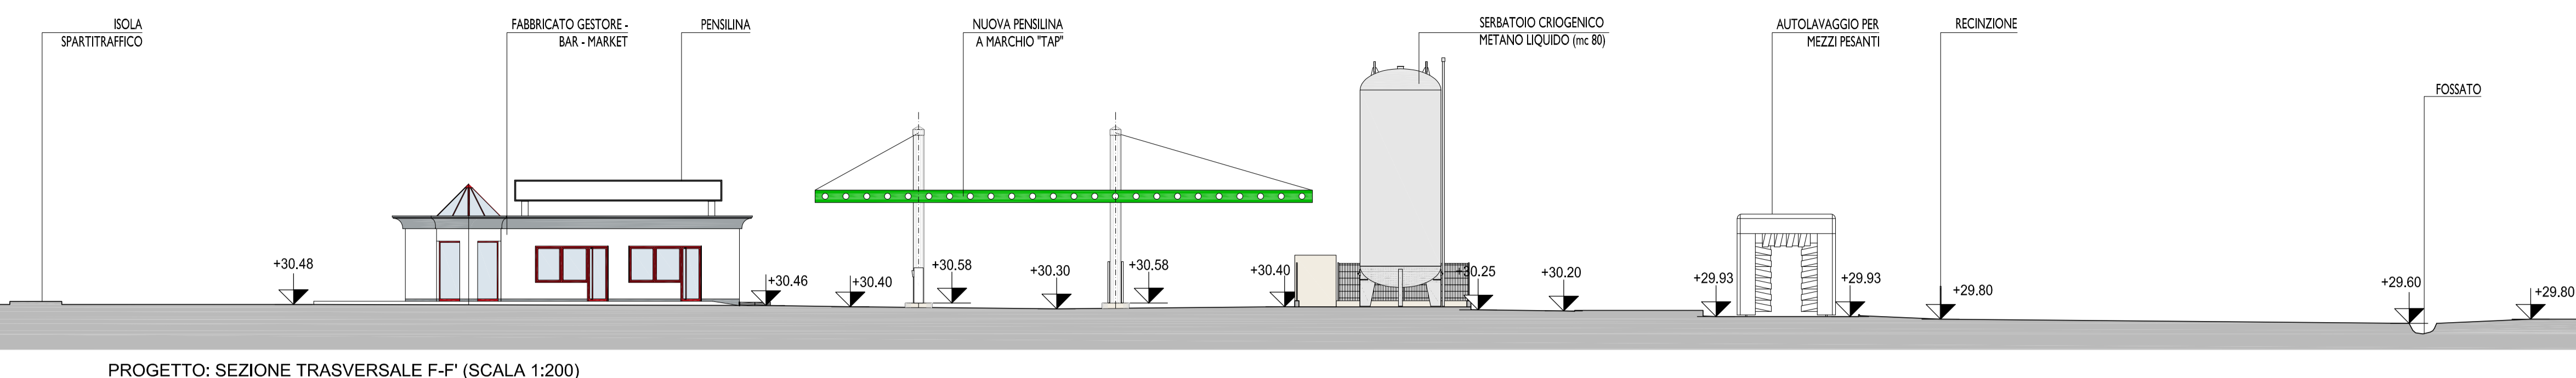 ISOLA
SPARTITRAFFICO
FABBRICATO GESTORE -
BAR - MARKET
PENSILINA
NUOVA PENSILINA
A MARCHIO "TAP"
SERBATOIO CRIOGENICO
METANO LIQUIDO (mc 80)
AUTOLAVAGGIO PER
MEZZI PESANTI
RECINZIONE
FOSSATO
+30.48
+30.46
+30.40
+30.58
+30.30
+30.58
+30.40
+30.25
+30.20
+29.93
+29.93
+29.80
+29.60
+29.80
PROGETTO: SEZIONE TRASVERSALE F-F' (SCALA 1:200)